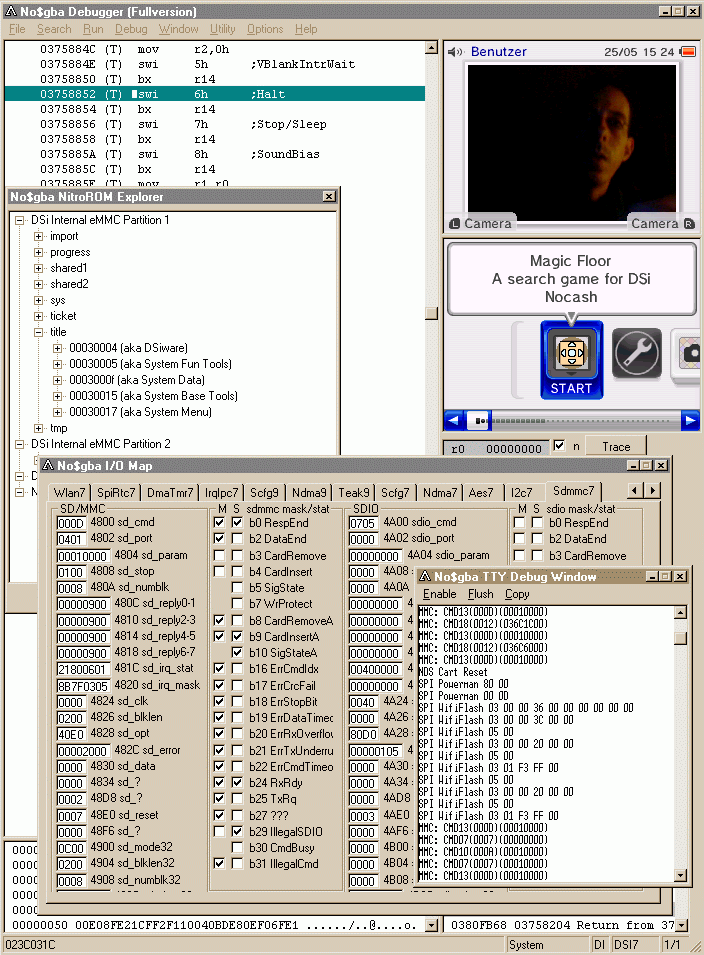 No$gba Debugger (Fullversion)
File Search Run Debug Window Utility Options Help
0375884C (T) mov r2,0h
0375884E (T) swi 5h ;VBlankIntrWait
03758850 (T) bx r14
03758852 (T) swi 6h ;Halt
03758854 (T) bx r14
03758856 (T) swi 7h ;Stop/Sleep
03758858 (T) bx r14
0375885A (T) swi 8h ;SoundBias
0375885C (T) bx r14
0375885E (T) mov r1,r0
Benutzer 25/05 15 24
L Camera Camera R
Magic Floor
A search game for DSi
Nocash
START
r0 00000000 n Trace
No$gba NitroROM Explorer
DSi Internal eMMC Partition 1
import
progress
shared1
shared2
sys
ticket
title
00030004 (aka DSiware)
00030005 (aka System Fun Tools)
0003000f (aka System Data)
00030015 (aka System Base Tools)
00030017 (aka System Menu)
tmp
DSi Internal eMMC Partition 2
No$gba I/O Map
Wlan7 SpiRtc7 DmaTmr7 IrqIpc7 Scfg9 Ndma9 Teak9 Scfg7 Ndma7 Aes7 I2c7 Sdmmc7
SD/MMC
000D 4800 sd_cmd
0401 4802 sd_port
00010000 4804 sd_param
0100 4808 sd_stop
0008 480A sd_numblk
00000900 480C sd_reply0-1
00000900 4810 sd_reply2-3
00000900 4814 sd_reply4-5
00000900 4818 sd_reply6-7
21800601 481C sd_irq_stat
8B7F0305 4820 sd_irq_mask
0000 4824 sd_clk
0200 4826 sd_blklen
40E0 4828 sd_opt
00002000 482C sd_error
0000 4830 sd_data
0000 4834 sd_?
0002 48D8 sd_?
0007 48E0 sd_reset
0000 48F6 sd_?
0C00 4900 sd_mode32
0200 4904 sd_blklen32
0008 4908 sd_numblk32
M S sdmmc mask/stat
b0 RespEnd
b2 DataEnd
b3 CardRemove
b4 CardInsert
b5 SigState
b7 WrProtect
b8 CardRemoveA
b9 CardInsertA
b10 SigStateA
b16 ErrCmdIdx
b17 ErrCrcFail
b18 ErrStopBit
b19 ErrDataTimeo
b20 ErrRxOverflow
b21 ErrTxUnderru
b22 ErrCmdTimeo
b24 RxRdy
b25 TxRq
b27 ???
b29 IllegalSDIO
b30 CmdBusy
b31 IllegalCmd
SDIO
0705 4A00 sdio_cmd
0000 4A02 sdio_port
00000000 4A04 sdio_param
0000 4A08
0000 4A0A
00000000
00000000
00000000
00000000
00400000
00000000
0040 4A24
0000 4A26
80D0 4A28
00000105
0000 4A30
0000 4A34
0000 4AD8
0003 4AE0
0000 4AF6
0000 4B00
0000 4B04
0000 4B08
M S sdio mask/stat
b0 RespEnd
b2 DataEnd
b3 CardRemove
No$gba TTY Debug Window
Enable Flush Copy
MMC: CMD13(000D)(00010000)
MMC: CMD18(0012)(036C1C00)
MMC: CMD13(000D)(00010000)
MMC: CMD18(0012)(036C6000)
MMC: CMD13(000D)(00010000)
NDS Cart Reset
SPI Powerman 80 00
SPI Powerman 00 0D
SPI WifiFlash 03 00 00 36 00 00 00 00 00 00
SPI WifiFlash 03 00 00 3C 00 00
SPI WifiFlash 05 00
SPI WifiFlash 03 00 00 20 00 00
SPI WifiFlash 05 00
SPI WifiFlash 03 01 F3 FF 00
SPI WifiFlash 05 00
SPI WifiFlash 03 00 00 20 00 00
SPI WifiFlash 05 00
SPI WifiFlash 03 01 F3 FF 00
MMC: CMD13(000D)(00010000)
MMC: CMD07(0007)(00000000)
MMC: CMD10(000A)(00010000)
MMC: CMD07(0007)(00010000)
MMC: CMD13(000D)(00010000)
00000050 00E08FE21CFF2F110040BDE80EF06FE1 ....../..@....o.
0380FB68 03758204 Return from 37
023C031C System DI DSI7 1/1